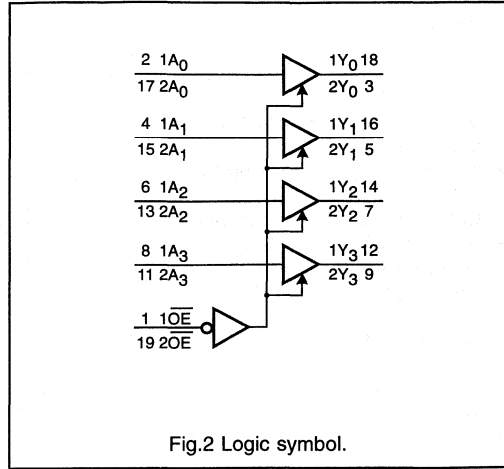 2 1A0 1Y0 18
17 2A0 2Y0 3
4 1A1 1Y1 16
15 2A1 2Y1 5
6 1A2 1Y2 14
13 2A2 2Y2 7
8 1A3 1Y3 12
11 2A3 2Y3 9
1 1O̅E̅
19 2O̅E̅
Fig.2 Logic symbol.